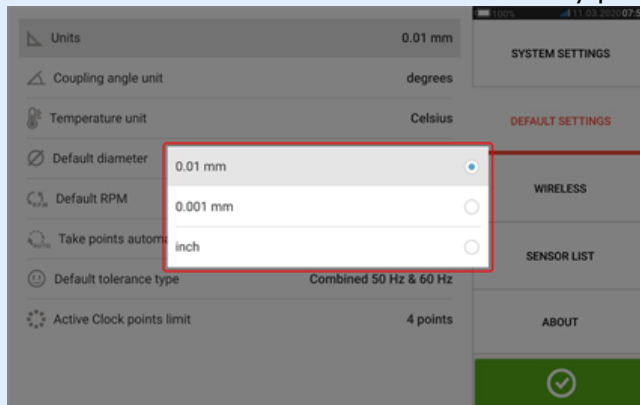 100% 11.03.2020 07:5
Units 0.01 mm
SYSTEM SETTINGS
Coupling angle unit degrees
Temperature unit Celsius
DEFAULT SETTINGS
Default diameter
0.01 mm
Default RPM
0.001 mm
WIRELESS
Take points autom
inch
SENSOR LIST
Default tolerance type Combined 50 Hz & 60 Hz
Active Clock points limit 4 points
ABOUT